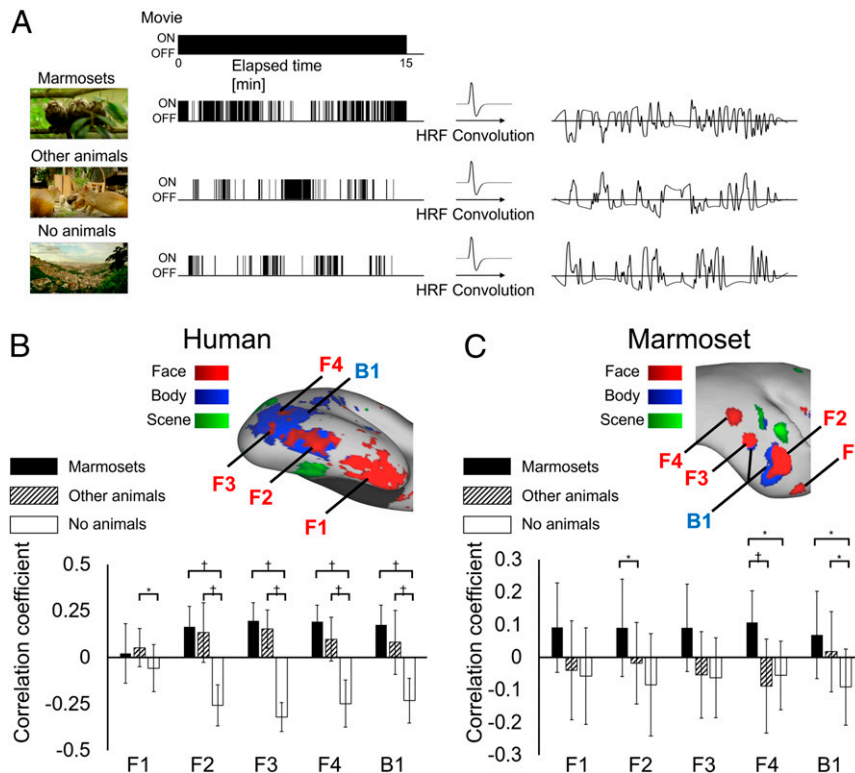 A
Movie
ON
OFF
0
15
Elapsed time
[min]
Marmosets
ON
OFF
HRF Convolution
Other animals
ON
OFF
HRF Convolution
No animals
ON
OFF
HRF Convolution
B
Human
Face
Body
Scene
F4
B1
F3
F2
F1
Marmosets
Other animals
No animals
Correlation coefficient
0.5
0.25
0
-0.25
-0.5
*
†
†
†
†
†
†
†
†
F1
F2
F3
F4
B1
C
Marmoset
Face
Body
Scene
F2
F4
F3
F
B1
Marmosets
Other animals
No animals
Correlation coefficient
0.3
0.2
0.1
0
-0.1
-0.2
-0.3
*
*
†
*
*
F1
F2
F3
F4
B1